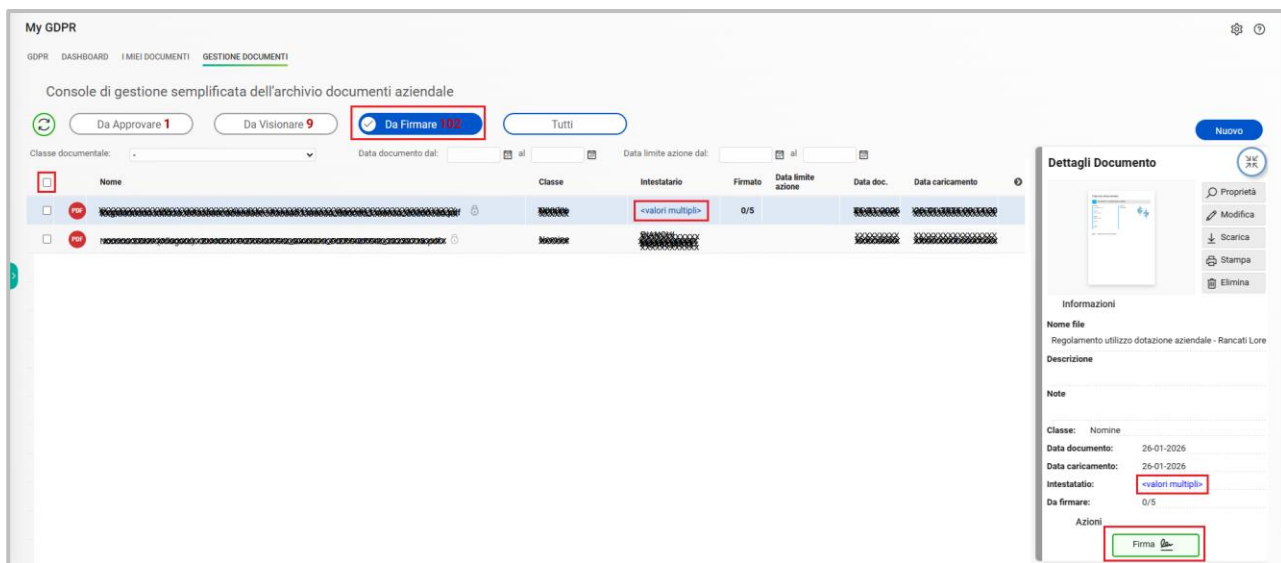 My GDPR
GDPR DASHBOARD I MIEI DOCUMENTI GESTIONE DOCUMENTI
Console di gestione semplificata dell'archivio documenti aziendale
Da Approvare 1 Da Visionare 9 Da Firmare 102 Tutti
Nuovo
Classe documentale: - Data documento dal: al Data limite azione dal: al
Nome Classe Intestatario Firmato Data limite azione Data doc. Data caricamento
PDF <valori multipli> 0/5
PDF
Dettagli Documento
Proprietà
Modifica
Scarica
Stampa
Elimina
Informazioni
Nome file
Regolamento utilizzo dotazione aziendale - Rancati Lore
Descrizione
Note
Classe: Nomine
Data documento: 26-01-2026
Data caricamento: 26-01-2026
Intestatatio: <valori multipli>
Da firmare: 0/5
Azioni
Firma